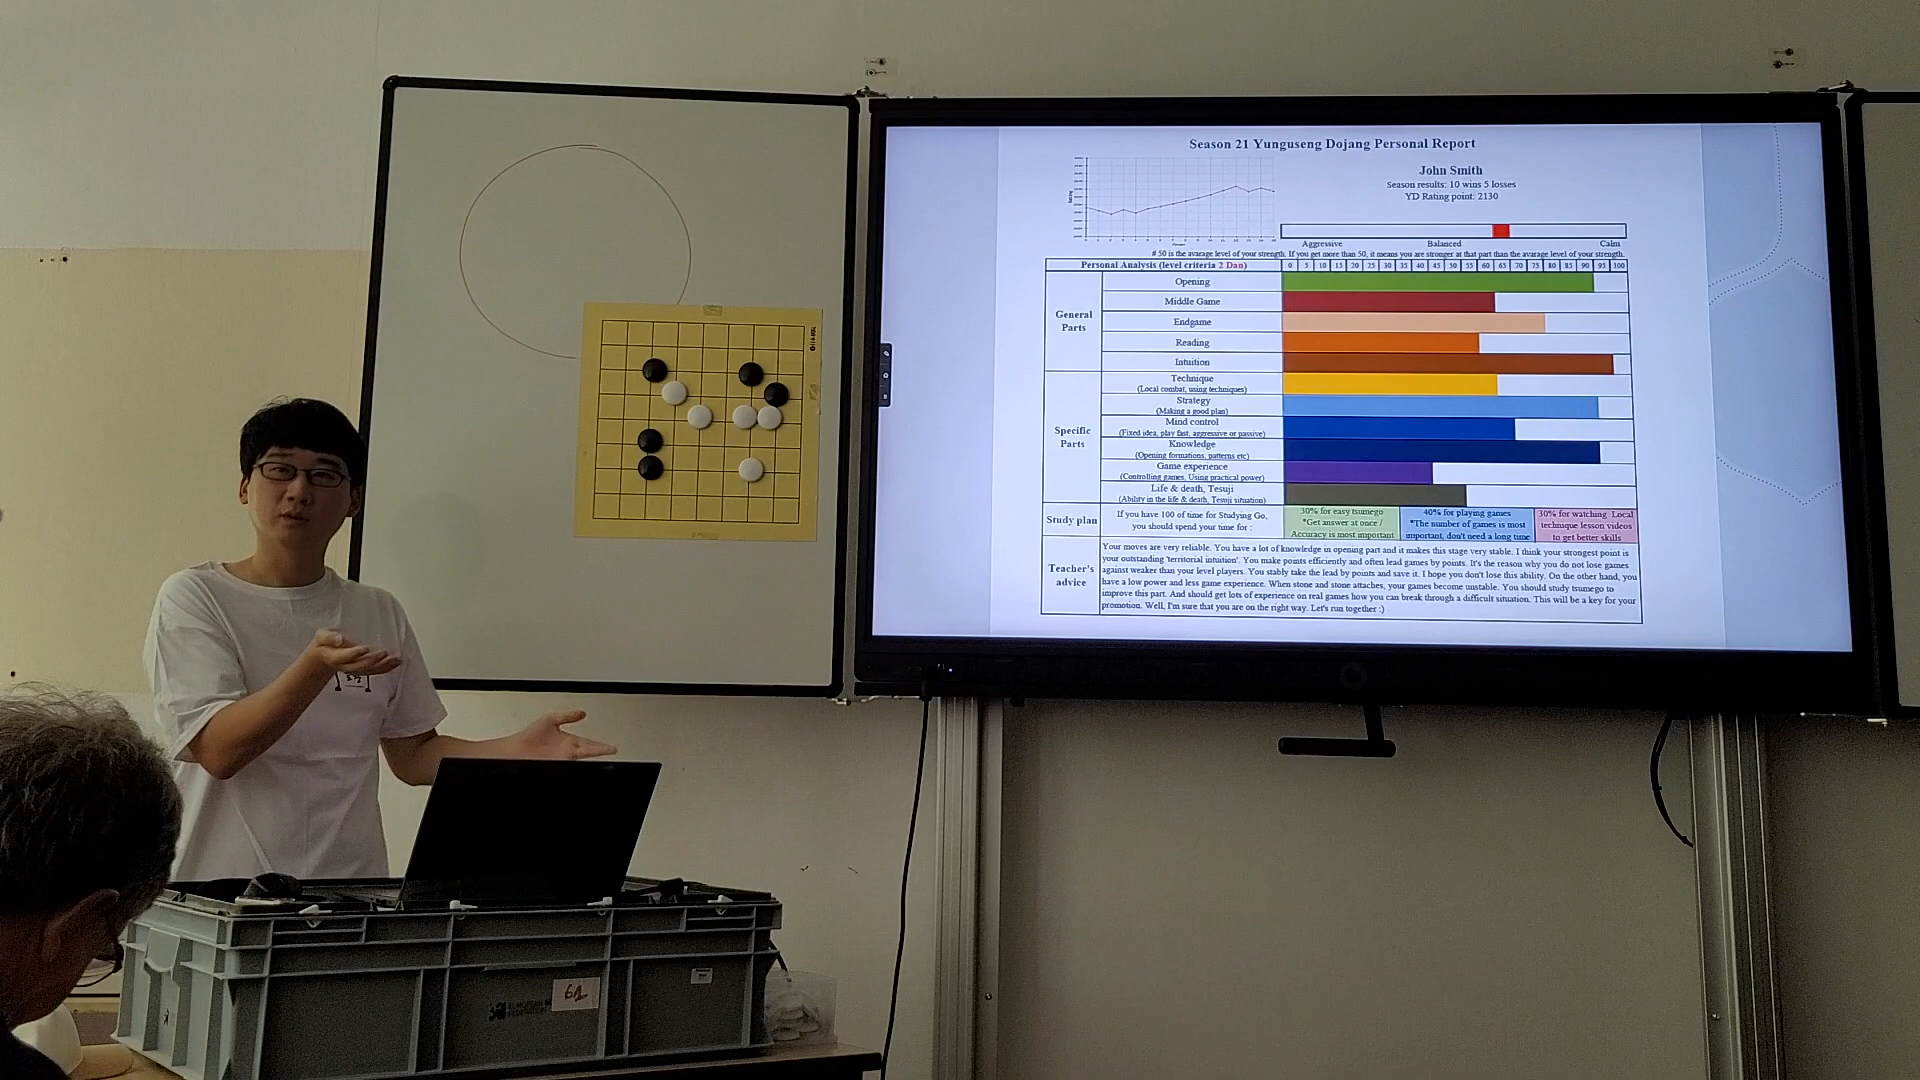 Season 21 Yunguseng Dojang Personal Report
John Smith
Season results: 10 wins 5 losses
YD Rating point: 2130
Aggressive Balanced Calm
# 50 is the avarage level of your strength. If you get more than 50, it means you are stronger at that part than the avarage level of your strength.
Personal Analysis (level criteria 2 Dan) 0 5 10 15 20 25 30 35 40 45 50 55 60 65 70 75 80 85 90 95 100
General
Parts
Opening
Middle Game
Endgame
Reading
Intuition
Specific
Parts
Technique
(Local combat, using techniques)
Strategy
(Making a good plan)
Mind control
(Fixed idea, play fast, aggressive or passive)
Knowledge
(Opening formations, patterns etc)
Game experience
(Controlling games, Using practical power)
Life & death, Tesuji
(Ability in the life & death, Tesuji situation)
Study plan
If you have 100 of time for Studying Go,
you should spend your time for :
30% for easy tsumego
*Get answer at once /
Accuracy is most important
40% for playing games
*The number of games is most
important, don't need a long time
30% for watching Local
technique lesson videos
to get better skills
Teacher's
advice
Your moves are very reliable. You have a lot of knowledge in opening part and it makes this stage very stable. I think your strongest point is
your outstanding 'territorial intuition'. You make points efficiently and often lead games by points. It's the reason why you do not lose games
against weaker than your level players. You stably take the lead by points and save it. I hope you don't lose this ability. On the other hand, you
have a low power and less game experience. When stone and stone attaches, your games become unstable. You should study tsumego to
improve this part. And should get lots of experience on real games how you can break through a difficult situation. This will be a key for your
promotion. Well, I'm sure that you are on the right way. Let's run together :)
61